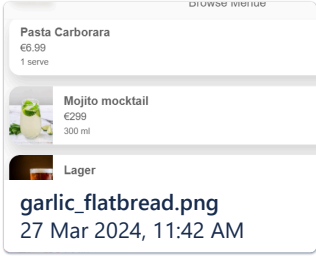 Browse Menue
Pasta Carborara
€6.99
1 serve
Mojito mocktail
€299
300 ml
Lager
garlic_flatbread.png
27 Mar 2024, 11:42 AM